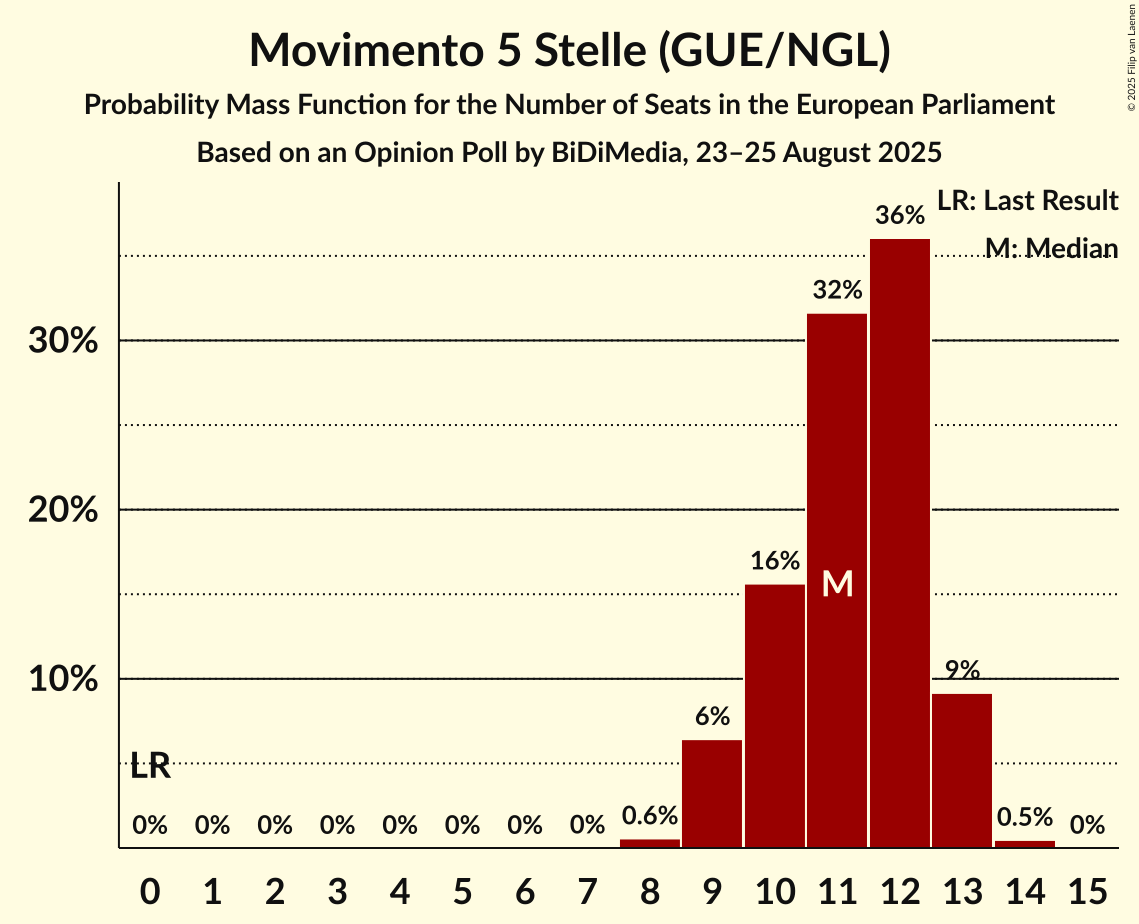 Movimento 5 Stelle (GUE/NGL)
Probability Mass Function for the Number of Seats in the European Parliament
Based on an Opinion Poll by BiDiMedia, 23–25 August 2025
© 2025 Filip van Laenen
LR: Last Result
M: Median
36%
32%
30%
20%
16%
M
10%
9%
6%
LR
0% 0% 0% 0% 0% 0% 0% 0% 0.6% 0.5% 0%
0 1 2 3 4 5 6 7 8 9 10 11 12 13 14 15